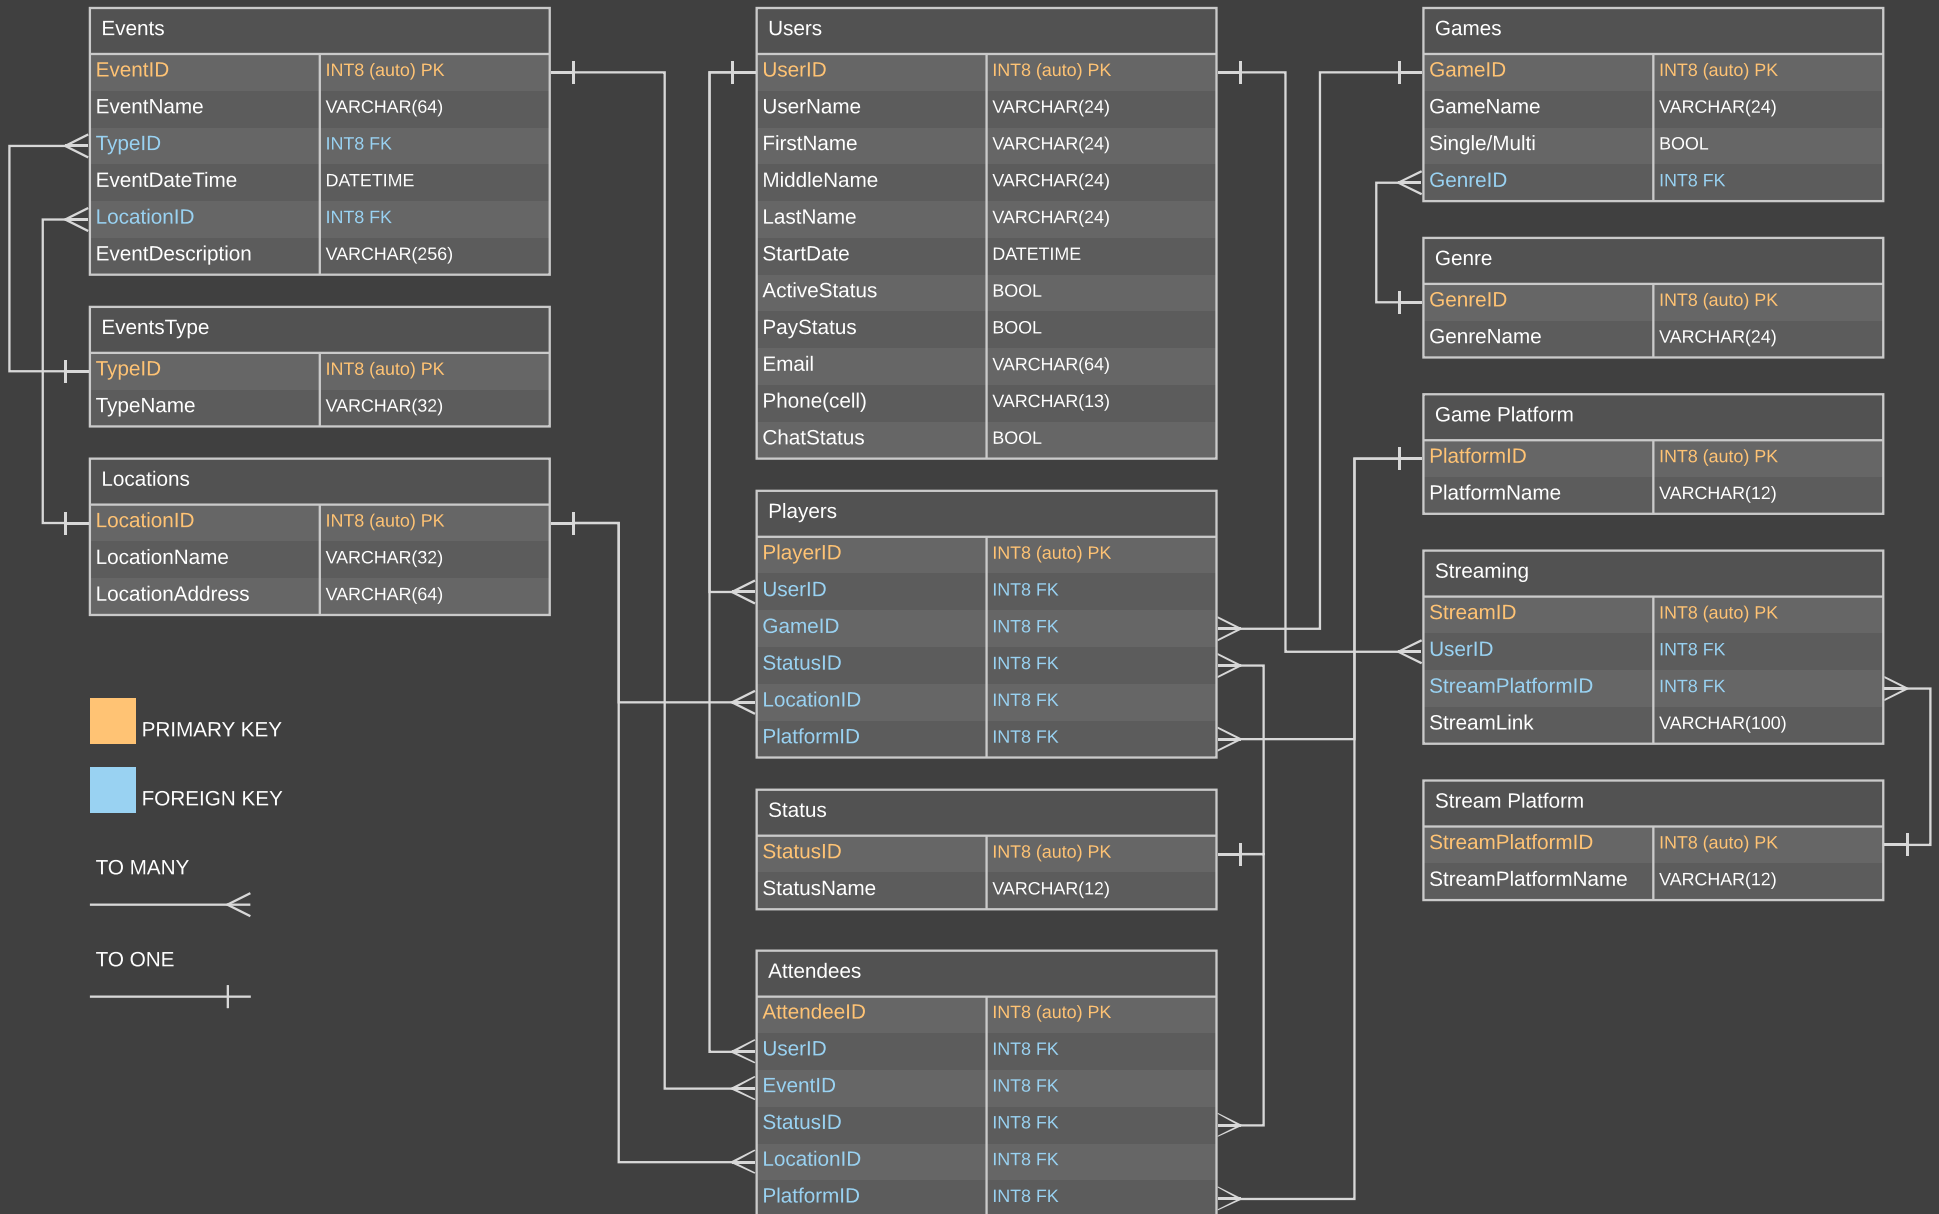 Events
EventID INT8 (auto) PK
EventName VARCHAR(64)
TypeID INT8 FK
EventDateTime DATETIME
LocationID INT8 FK
EventDescription VARCHAR(256)
EventsType
TypeID INT8 (auto) PK
TypeName VARCHAR(32)
Locations
LocationID INT8 (auto) PK
LocationName VARCHAR(32)
LocationAddress VARCHAR(64)
PRIMARY KEY
FOREIGN KEY
TO MANY
TO ONE
Users
UserID INT8 (auto) PK
UserName VARCHAR(24)
FirstName VARCHAR(24)
MiddleName VARCHAR(24)
LastName VARCHAR(24)
StartDate DATETIME
ActiveStatus BOOL
PayStatus BOOL
Email VARCHAR(64)
Phone(cell) VARCHAR(13)
ChatStatus BOOL
Players
PlayerID INT8 (auto) PK
UserID INT8 FK
GameID INT8 FK
StatusID INT8 FK
LocationID INT8 FK
PlatformID INT8 FK
Status
StatusID INT8 (auto) PK
StatusName VARCHAR(12)
Attendees
AttendeeID INT8 (auto) PK
UserID INT8 FK
EventID INT8 FK
StatusID INT8 FK
LocationID INT8 FK
PlatformID INT8 FK
Games
GameID INT8 (auto) PK
GameName VARCHAR(24)
Single/Multi BOOL
GenreID INT8 FK
Genre
GenreID INT8 (auto) PK
GenreName VARCHAR(24)
Game Platform
PlatformID INT8 (auto) PK
PlatformName VARCHAR(12)
Streaming
StreamID INT8 (auto) PK
UserID INT8 FK
StreamPlatformID INT8 FK
StreamLink VARCHAR(100)
Stream Platform
StreamPlatformID INT8 (auto) PK
StreamPlatformName VARCHAR(12)